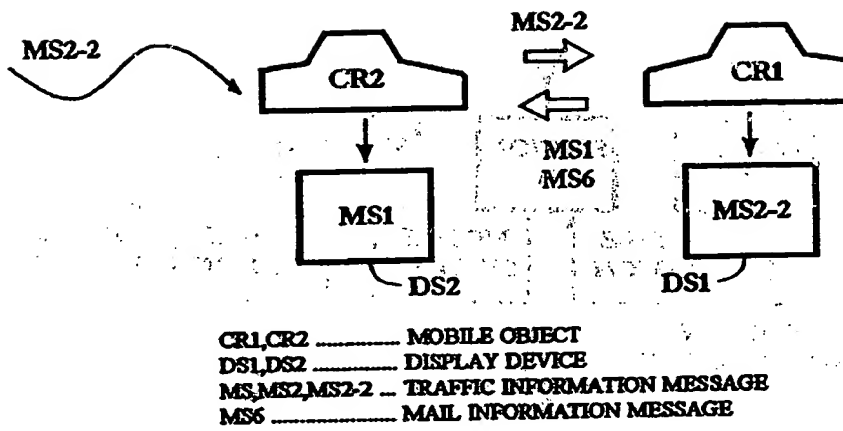 MS2-2
MS2-2
CR2
CR1
MS1
MS6
MS1
MS2-2
DS2
DS1
CR1,CR2 .............. MOBILE OBJECT
DS1,DS2 .............. DISPLAY DEVICE
MS,MS2,MS2-2 ... TRAFFIC INFORMATION MESSAGE
MS6 ..................... MAIL INFORMATION MESSAGE